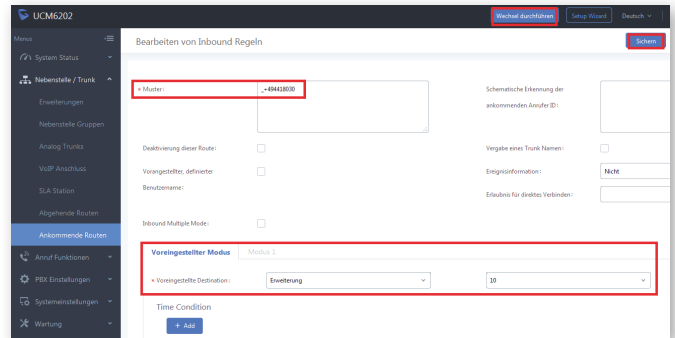 UCM6202
Wechsel durchführen
Setup Wizard
Deutsch
Menus
Bearbeiten von Inbound Regeln
Sichern
System Status
Nebenstelle / Trunk
Erweiterungen
Nebenstelle Gruppen
Analog Trunks
VoIP Anschluss
SLA Station
Abgehende Routen
Ankommende Routen
Anruf Funktionen
PBX Einstellungen
Systemeinstellungen
Wartung
* Muster:
_+494418030
Schematische Erkennung der
ankommenden Anrufer ID:
Deaktivierung dieser Route:
Vergabe eines Trunk Namen:
Vorangestellter, definierter
Benutzername:
Ereignisinformation:
Nicht
Erlaubnis für direktes Verbinden:
Inbound Multiple Mode:
Voreingestellter Modus
Modus 1
* Voreingestellte Destination:
Erweiterung
10
Time Condition
+ Add